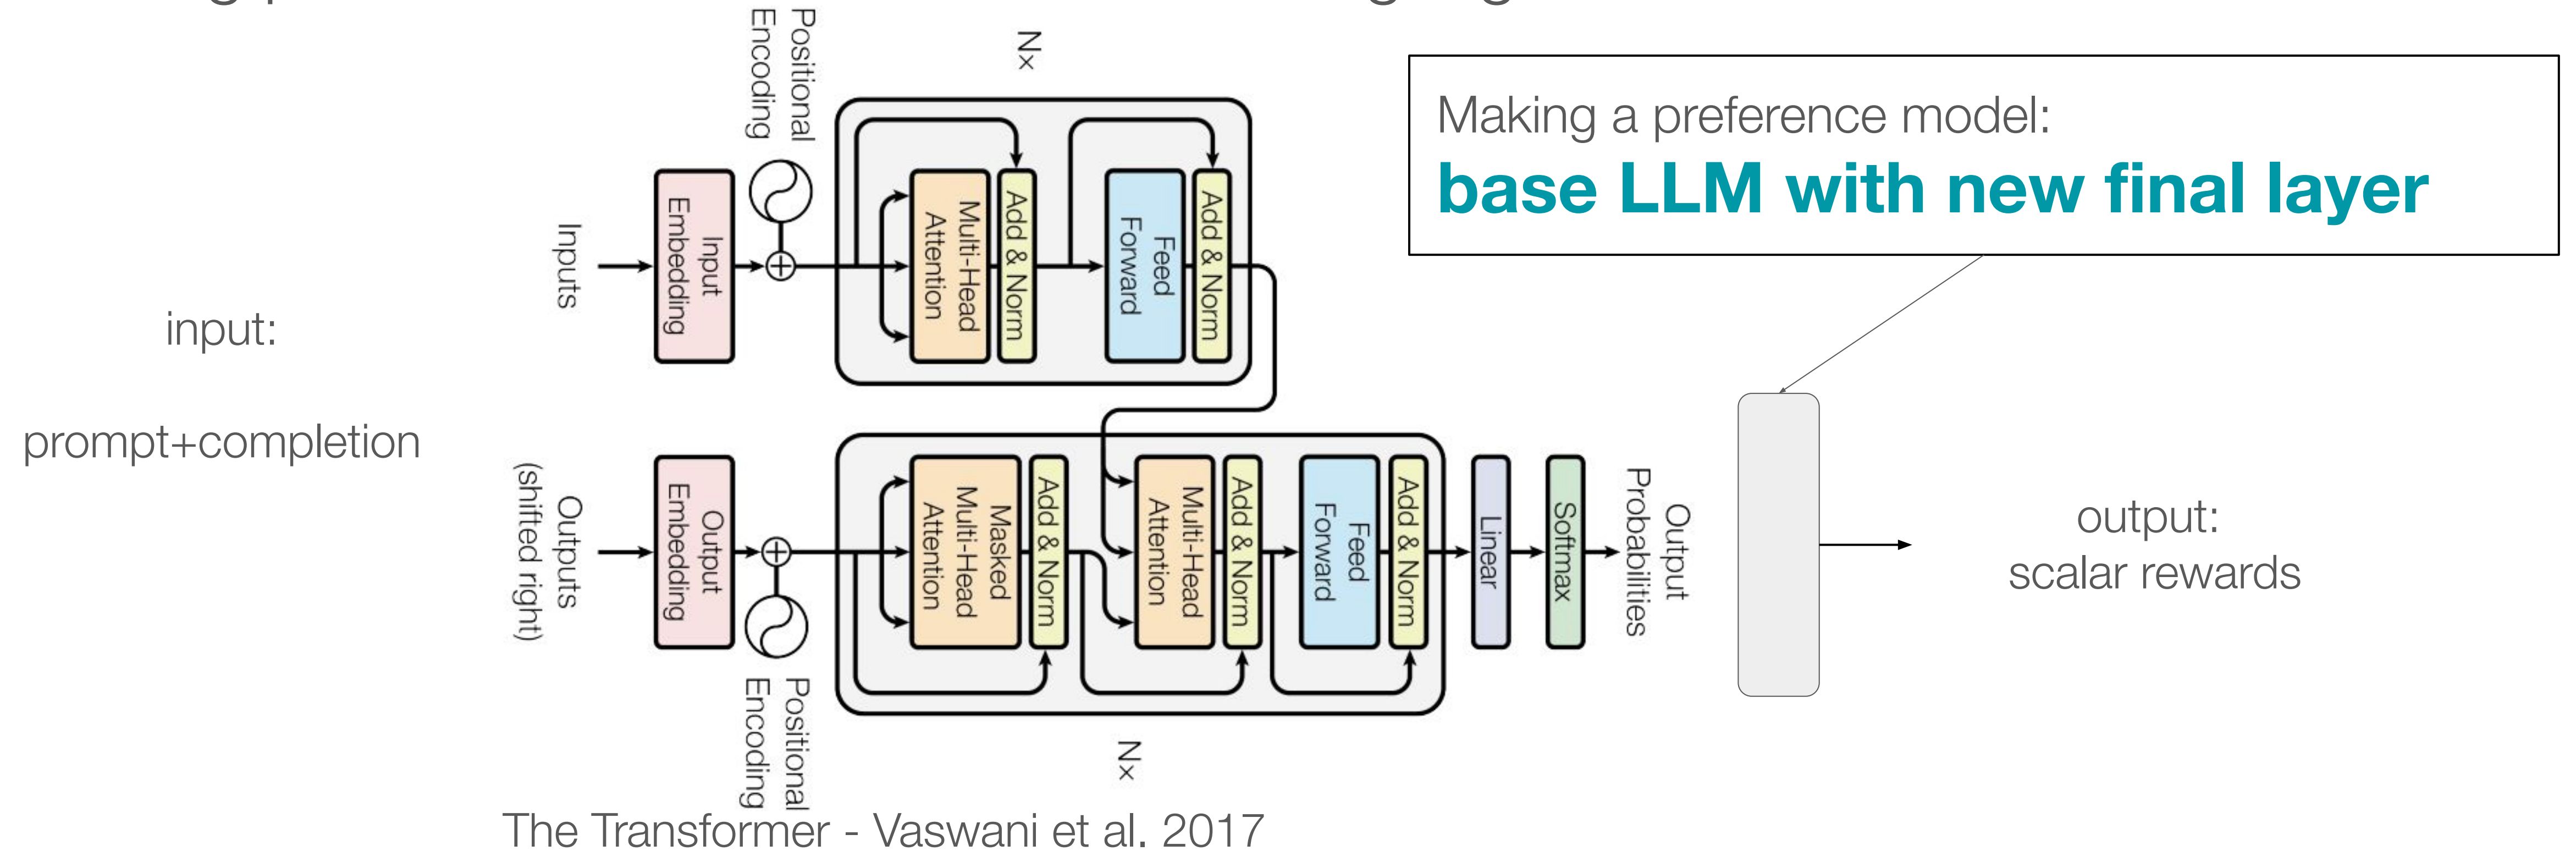 Making a preference model:
base LLM with new final layer
input:
prompt+completion
Inputs
Input
Embedding
Positional
Encoding
Nx
Multi-Head
Attention
Add & Norm
Feed
Forward
Add & Norm
Outputs
(shifted right)
Output
Embedding
Positional
Encoding
Masked
Multi-Head
Attention
Add & Norm
Multi-Head
Attention
Add & Norm
Feed
Forward
Add & Norm
Nx
Linear
Softmax
Output
Probabilities
output:
scalar rewards
The Transformer - Vaswani et al. 2017